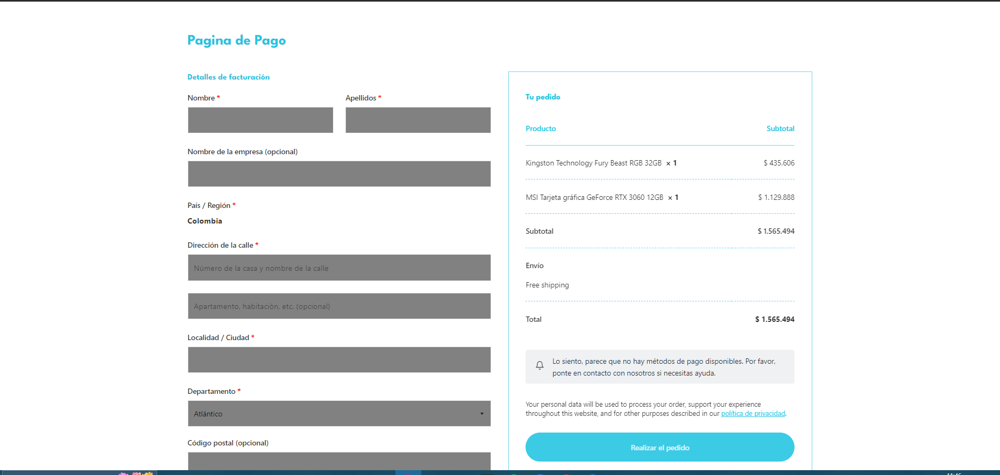 Pagina de Pago
Detalles de facturación
Nombre *
Apellidos *
Nombre de la empresa (opcional)
País / Región *
Colombia
Dirección de la calle *
Número de la casa y nombre de la calle
Apartamento, habitación, etc. (opcional)
Localidad / Ciudad *
Departamento *
Atlántico
Código postal (opcional)
Tu pedido
Producto Subtotal
Kingston Technology Fury Beast RGB 32GB × 1 $ 435.606
MSI Tarjeta gráfica GeForce RTX 3060 12GB × 1 $ 1.129.888
Subtotal $ 1.565.494
Envío
Free shipping
Total $ 1.565.494
Lo siento, parece que no hay métodos de pago disponibles. Por favor,
ponte en contacto con nosotros si necesitas ayuda.
Your personal data will be used to process your order, support your experience
throughout this website, and for other purposes described in our política de privacidad.
Realizar el pedido